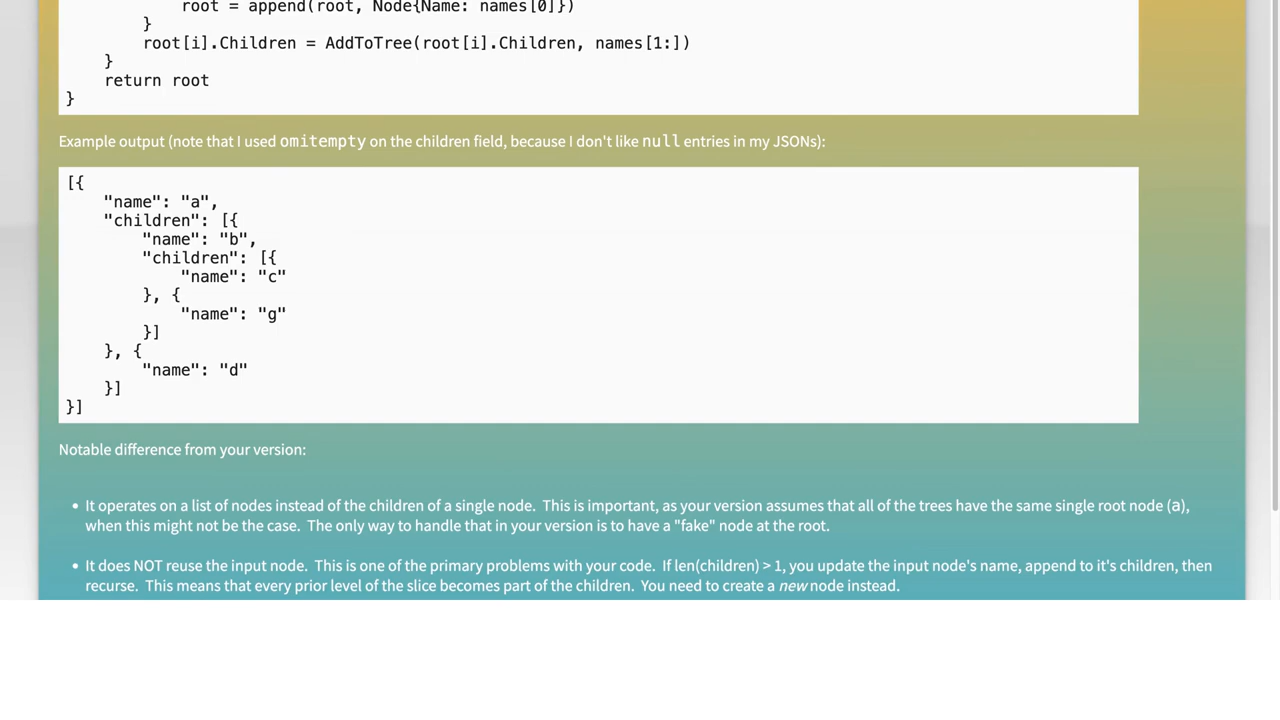 root = append(root, Node{Name: names[0]})
        }
        root[i].Children = AddToTree(root[i].Children, names[1:])
    }
    return root
}
Example output (note that I used omitempty on the children field, because I don't like null entries in my JSONs):
[{
    "name": "a",
    "children": [{
        "name": "b",
        "children": [{
            "name": "c"
        }, {
            "name": "g"
        }]
    }, {
        "name": "d"
    }]
}]
Notable difference from your version:
• It operates on a list of nodes instead of the children of a single node.  This is important, as your version assumes that all of the trees have the same single root node (a),
when this might not be the case.  The only way to handle that in your version is to have a "fake" node at the root.
• It does NOT reuse the input node.  This is one of the primary problems with your code.  If len(children) > 1, you update the input node's name, append to it's children, then
recurse.  This means that every prior level of the slice becomes part of the children.  You need to create a new node instead.